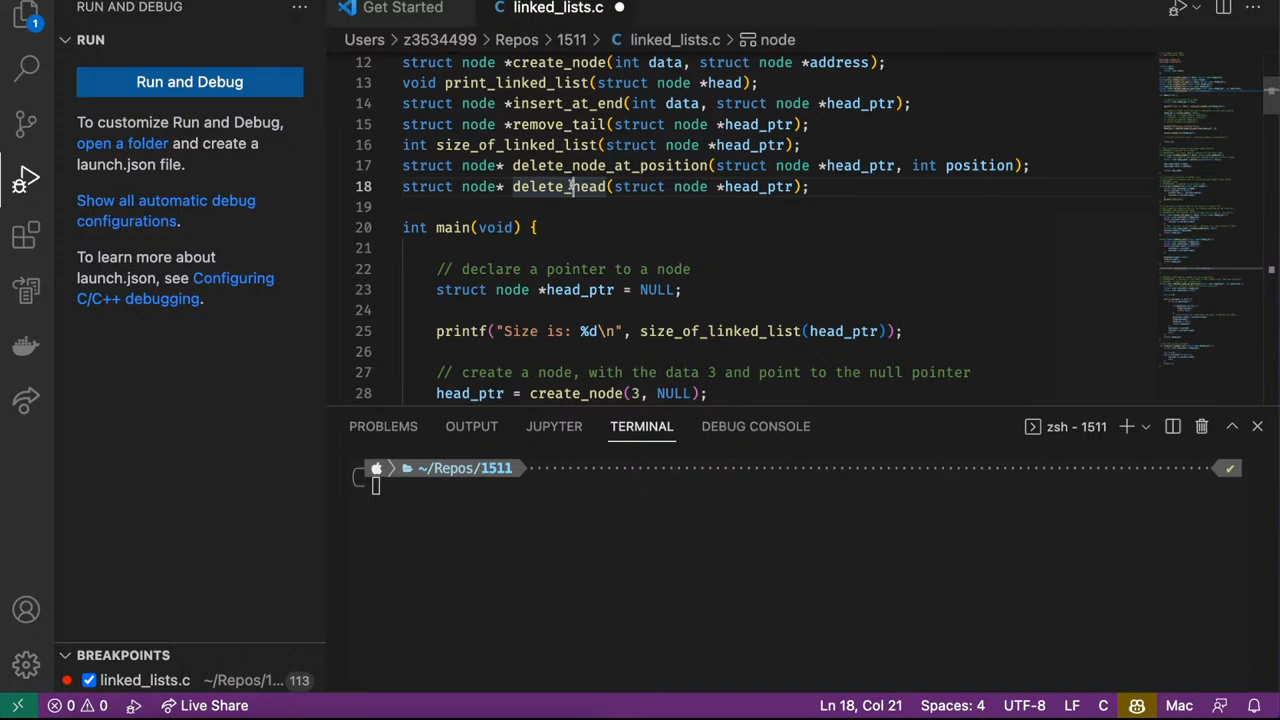 RUN AND DEBUG ···
Get Started
linked_lists.c
1
RUN
Users > z3534499 > Repos > 1511 > C linked_lists.c > node
Run and Debug
To customize Run and Debug,
open a folder and create a
launch.json file.
Show all automatic debug
configurations.
To learn more about
launch.json, see Configuring
C/C++ debugging.
12 struct node *create_node(int data, struct node *address);
13 void print_linked_list(struct node *head);
14 struct node *insert_at_end(int data, struct node *head_ptr);
15 struct node *remove_tail(struct node *head_ptr);
16 int size_of_linked_list(struct node *head_ptr);
17 struct node* delete_node_at_position(struct node *head_ptr, int position);
18 struct node* delete_head(struct node *head_ptr);
19
20 int main(void) {
21
22 // declare a pointer to a node
23 struct node *head_ptr = NULL;
24
25 printf("Size is: %d\n", size_of_linked_list(head_ptr));
26
27 // create a node, with the data 3 and point to the null pointer
28 head_ptr = create_node(3, NULL);
PROBLEMS OUTPUT JUPYTER TERMINAL DEBUG CONSOLE
zsh - 1511
~/Repos/1511
BREAKPOINTS
linked_lists.c ~/Repos/1... 113
0 0 Live Share
Ln 18, Col 21 Spaces: 4 UTF-8 LF C Mac